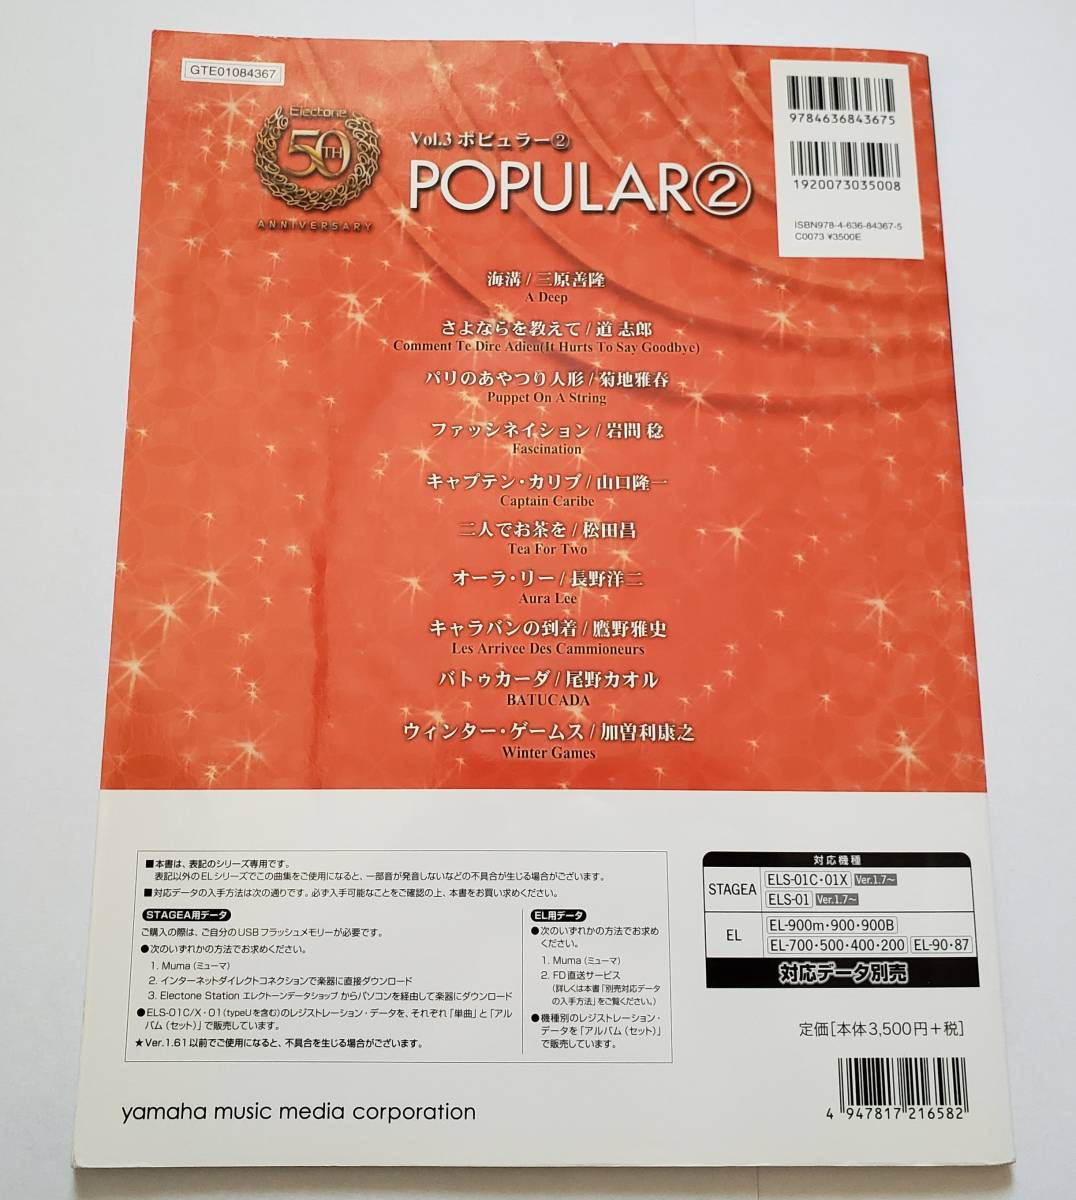 GTE01084367
Electone
50TH
ANNIVERSARY
Vol.3 ポピュラー②
POPULAR②
9784636843675
1920073035008
ISBN978-4-636-84367-5
C0073 ¥3500E
海溝/三原善隆
A Deep
さよならを教えて/道 志郎
Comment Te Dire Adieu(It Hurts To Say Goodbye)
パリのあやつり人形/菊地雅春
Puppet On A String
ファッシネイション/岩間 稔
Fascination
キャプテン・カリブ/山口隆一
Captain Caribe
二人でお茶を/松田昌
Tea For Two
オーラ・リー/長野洋二
Aura Lee
キャラバンの到着/鷹野雅史
Les Arrivee Des Cammioneurs
バトゥカーダ/尾野カオル
BATUCADA
ウィンター・ゲームス/加曽利康之
Winter Games
■本書は、表記のシリーズ専用です。
表記以外のELシリーズでこの曲集をご使用になると、一部音が発音しないなどの不具合が生じる場合がございます。
■対応データの入手方法は次の通りです。必ず入手可能なことをご確認の上、本書をお買い求めください。
STAGEA用データ
ご購入の際は、ご自分のUSBフラッシュメモリーが必要です。
●次のいずれかの方法でお求めください。
1. Muma（ミューマ）
2. インターネットダイレクトコネクションで楽器に直接ダウンロード
3. Electone Station エレクトーンデータショップ からパソコンを経由して楽器にダウンロード
●ELS-01C/X・01（typeUを含む）のレジストレーション・データを、それぞれ「単曲」と「アル
バム（セット）」で販売しています。
★Ver.1.61以前でご使用になると、不具合を生じる場合がございます。
EL用データ
●次のいずれかの方法でお求め
ください。
1. Muma（ミューマ）
2. FD直送サービス
（詳しくは本書「別売対応データ
の入手方法」をご覧ください。）
●機種別のレジストレーション・
データを「アルバム（セット）」
で販売しています。
対応機種
STAGEA
ELS-01C・01X Ver.1.7〜
ELS-01 Ver.1.7〜
EL
EL-900m・900・900B
EL-700・500・400・200 EL-90・87
対応データ別売
定価[本体3,500円+税]
4 947817 216582
yamaha music media corporation